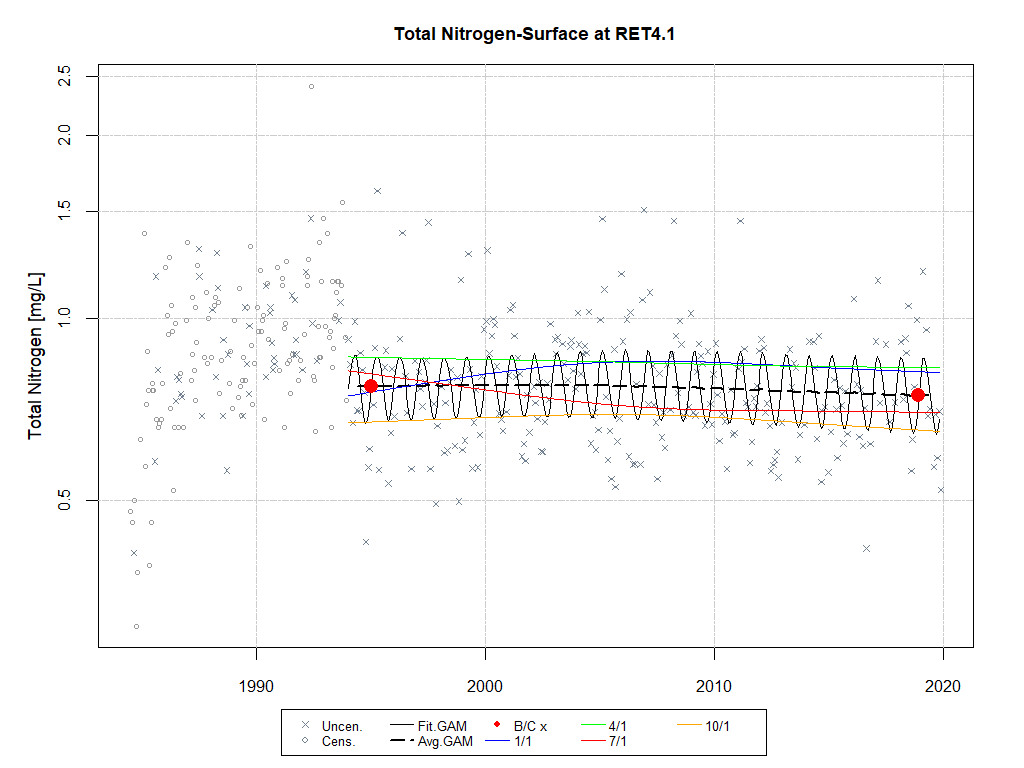 Total Nitrogen-Surface at RET4.1
Total Nitrogen [mg/L]
2.5
2.0
1.5
1.0
0.5
1990 2000 2010 2020
Uncen. Fit.GAM B/C x 4/1 10/1
Cens. Avg.GAM 1/1 7/1